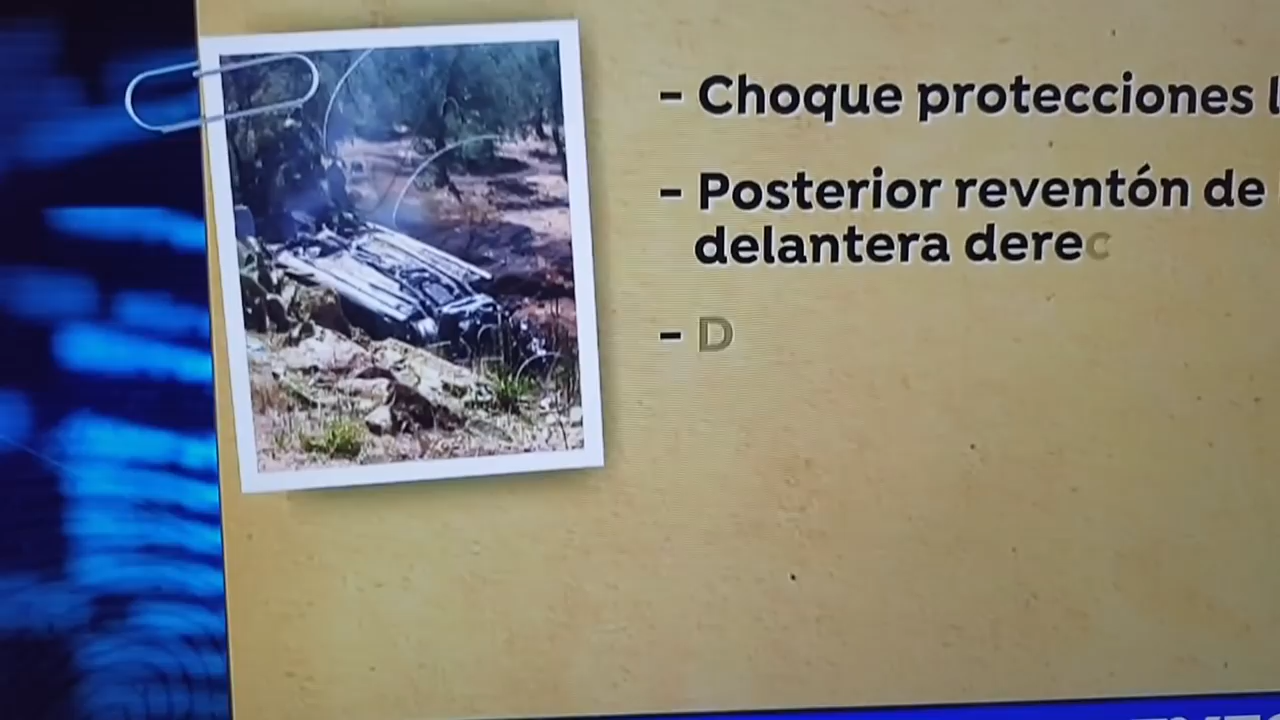 - Choque protecciones
- Posterior reventón de
delantera derec
- D